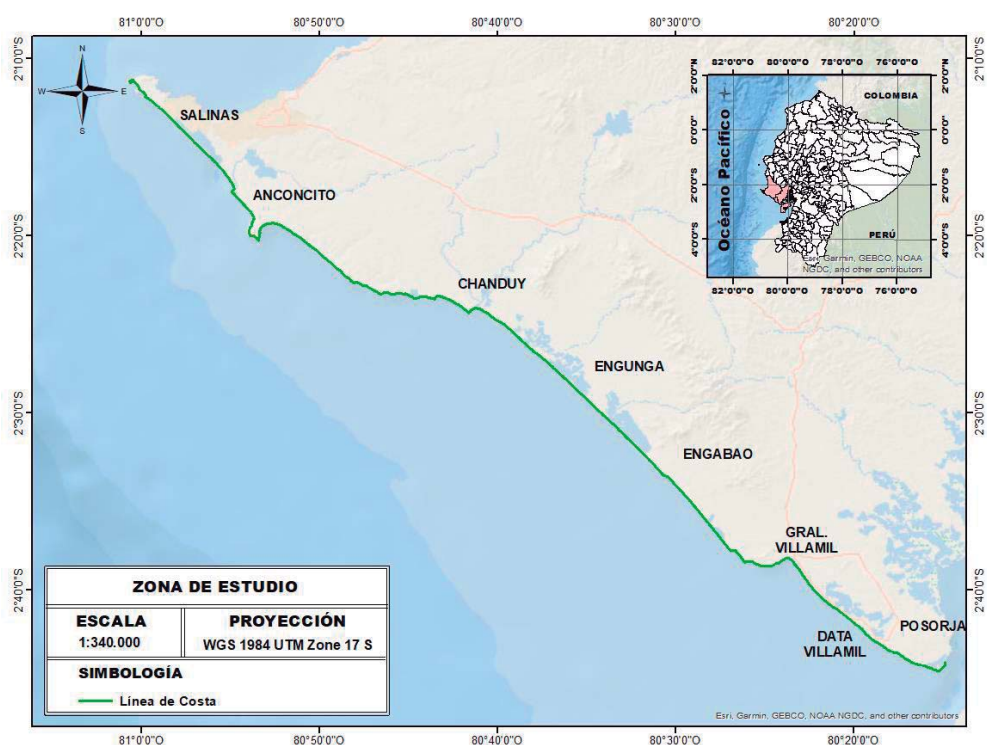 81°0'0"O 80°50'0"O 80°40'0"O 80°30'0"O 80°20'0"O
2°10'0"S
2°20'0"S
2°30'0"S
2°40'0"S
N
W E
S
SALINAS
ANCONCITO
CHANDUY
ENGUNGA
ENGABAO
GRAL.
VILLAMIL
DATA
VILLAMIL
POSORJA
82°0'0"O 80°0'0"O 78°0'0"O 76°0'0"O
2°0'0"N
0°0'0"
2°0'0"S
4°0'0"S
COLOMBIA
Océano Pacífico
PERÚ
Esri, Garmin, GEBCO, NOAA
NGDC, and other contributors
2°0'0"N
0°0'0"
2°0'0"S
4°0'0"S
82°0'0"O 80°0'0"O 78°0'0"O 76°0'0"O
2°10'0"S
2°20'0"S
2°30'0"S
2°40'0"S
ZONA DE ESTUDIO
ESCALA
1:340.000
PROYECCIÓN
WGS 1984 UTM Zone 17 S
SIMBOLOGÍA
Línea de Costa
Esri, Garmin, GEBCO, NOAA NGDC, and other contributors
81°0'0"O 80°50'0"O 80°40'0"O 80°30'0"O 80°20'0"O